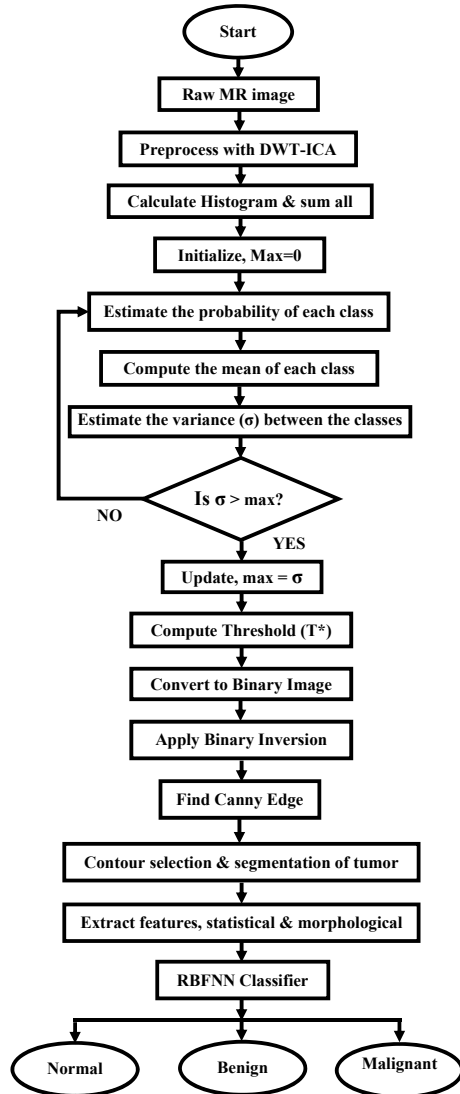 Start
Raw MR image
Preprocess with DWT-ICA
Calculate Histogram & sum all
Initialize, Max=0
Estimate the probability of each class
Compute the mean of each class
Estimate the variance (σ) between the classes
Is σ > max?
NO
YES
Update, max = σ
Compute Threshold (T*)
Convert to Binary Image
Apply Binary Inversion
Find Canny Edge
Contour selection & segmentation of tumor
Extract features, statistical & morphological
RBFNN Classifier
Normal
Benign
Malignant